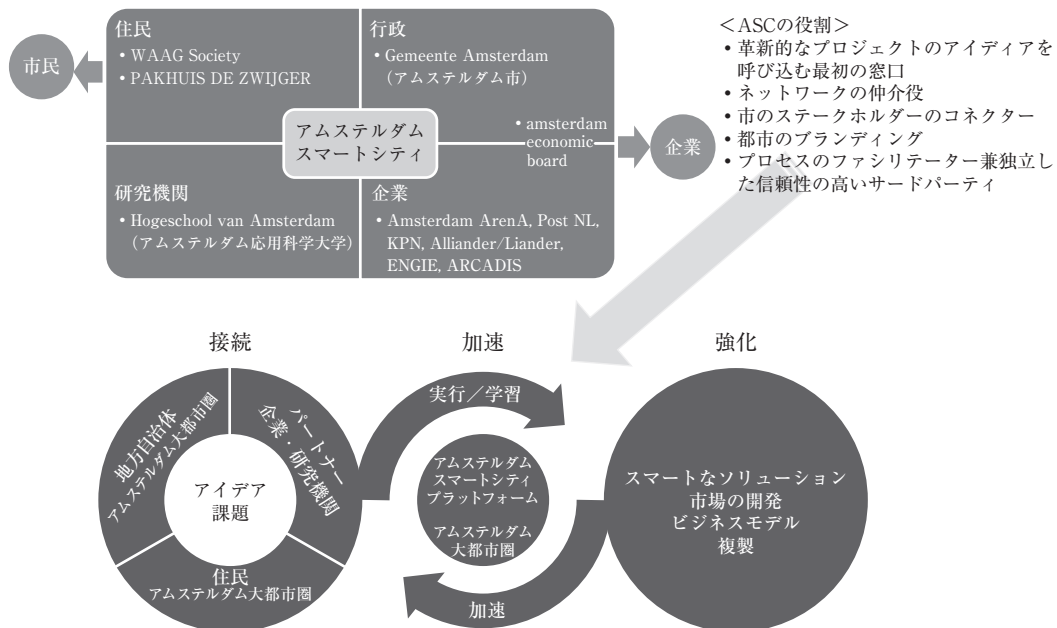 市民
住民
• WAAG Society
• PAKHUIS DE ZWIJGER
行政
• Gemeente Amsterdam
（アムステルダム市）
アムステルダム
スマートシティ
• amsterdam
economic
board
企業
研究機関
• Hogeschool van Amsterdam
（アムステルダム応用科学大学）
企業
• Amsterdam ArenA, Post NL,
KPN, Alliander/Liander,
ENGIE, ARCADIS
＜ASCの役割＞
• 革新的なプロジェクトのアイディアを
呼び込む最初の窓口
• ネットワークの仲介役
• 市のステークホルダーのコネクター
• 都市のブランディング
• プロセスのファシリテーター兼独立し
た信頼性の高いサードパーティ
接続
地方自治体
アムステルダム大都市圏
パートナー
企業・研究機関
アイデア
課題
住民
アムステルダム大都市圏
加速
実行／学習
アムステルダム
スマートシティ
プラットフォーム
アムステルダム
大都市圏
加速
強化
スマートなソリューション
市場の開発
ビジネスモデル
複製